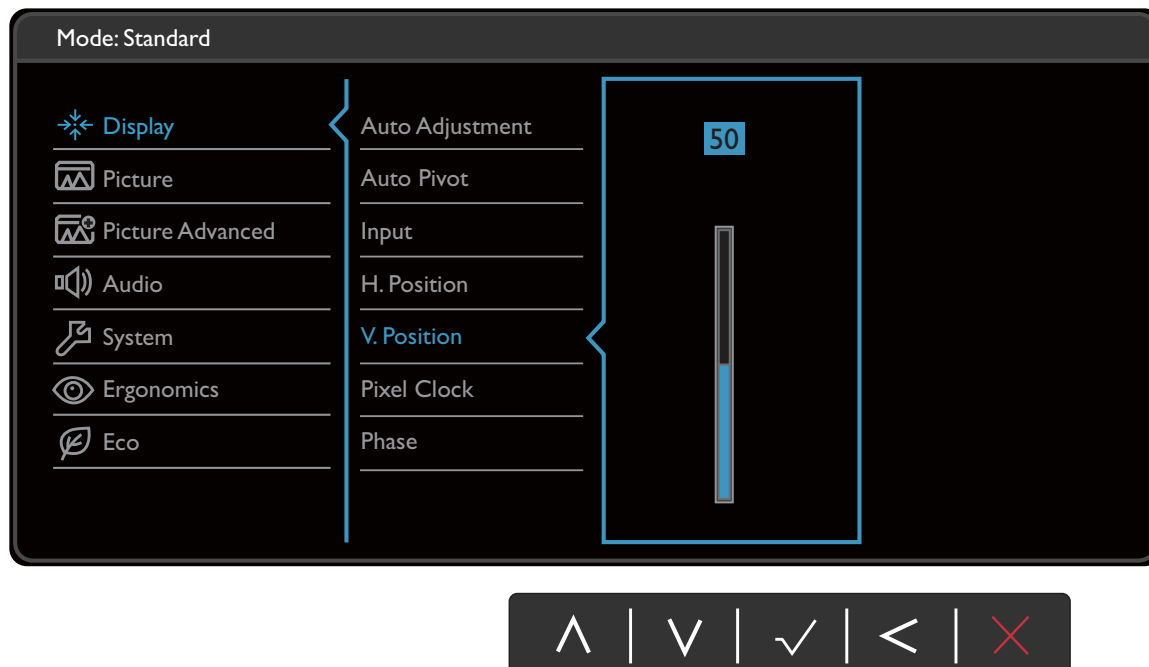 Mode: Standard
Display
Picture
Picture Advanced
Audio
System
Ergonomics
Eco
Auto Adjustment
Auto Pivot
Input
H. Position
V. Position
Pixel Clock
Phase
50